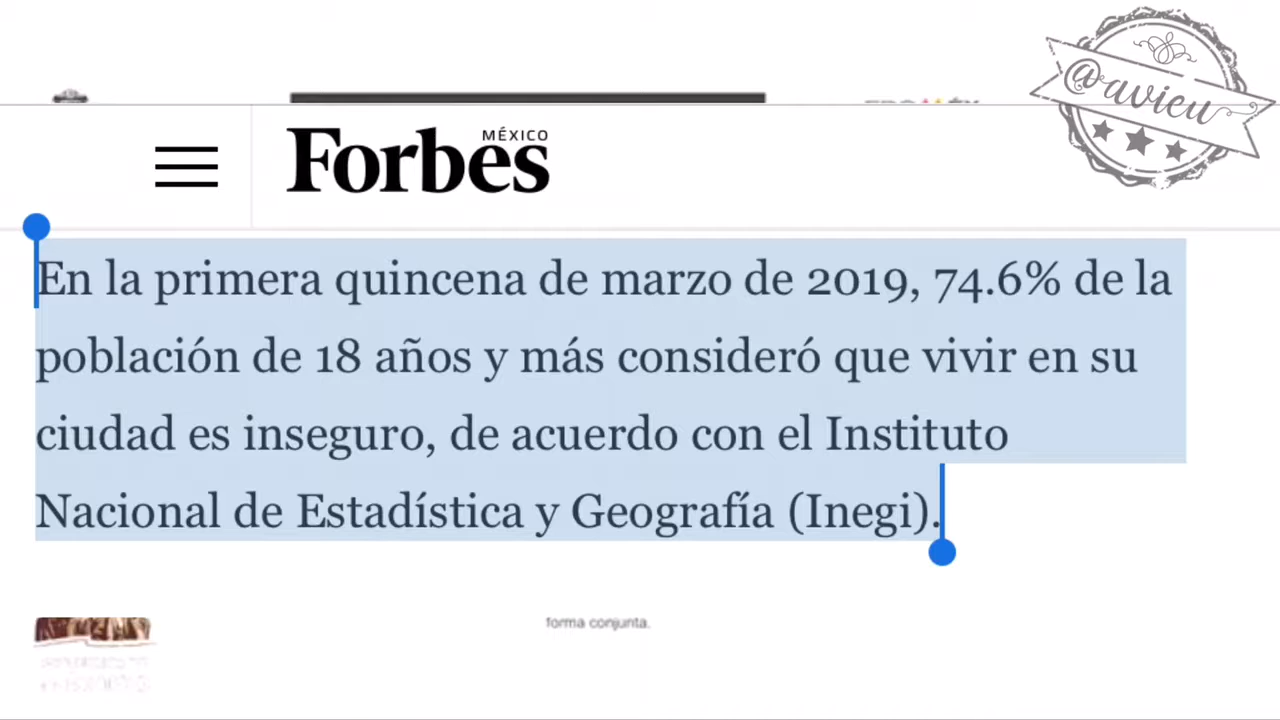 @avicu
MÉXICO
Forbes
En la primera quincena de marzo de 2019, 74.6% de la
población de 18 años y más consideró que vivir en su
ciudad es inseguro, de acuerdo con el Instituto
Nacional de Estadística y Geografía (Inegi).
forma conjunta.